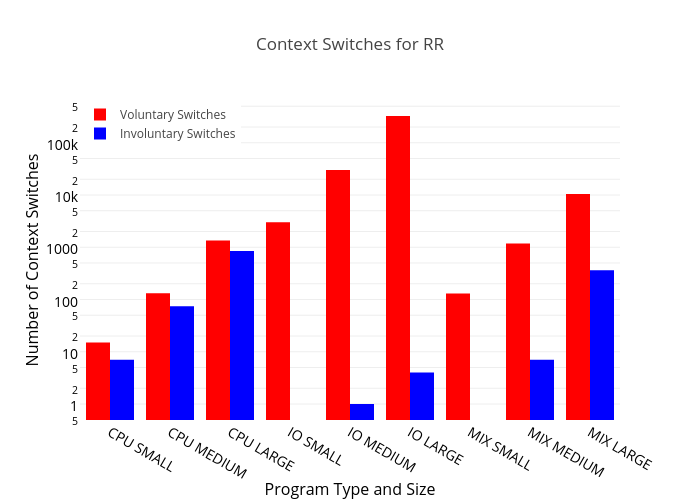 Context Switches for RR
Voluntary Switches
Involuntary Switches
Number of Context Switches
5
2
100k
5
2
10k
5
2
1000
5
2
100
5
2
10
5
2
1
5
CPU SMALL
CPU MEDIUM
CPU LARGE
IO SMALL
IO MEDIUM
IO LARGE
MIX SMALL
MIX MEDIUM
MIX LARGE
Program Type and Size